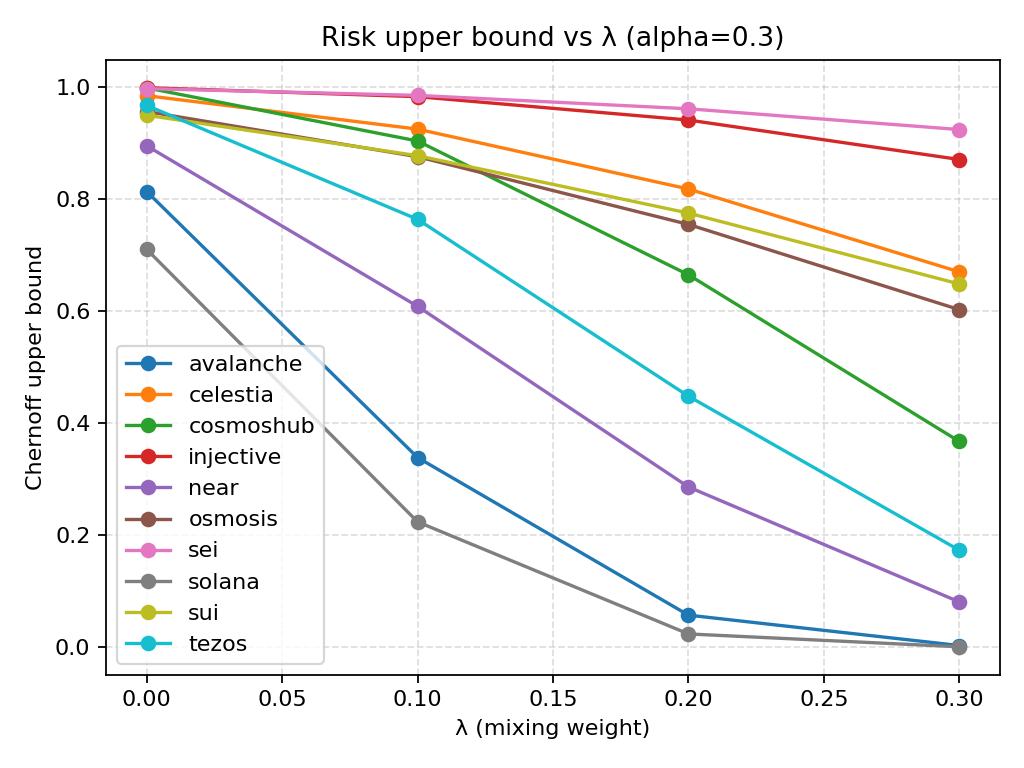 Risk upper bound vs λ (alpha=0.3)
Chernoff upper bound
1.0
0.8
0.6
0.4
0.2
0.0
avalanche
celestia
cosmoshub
injective
near
osmosis
sei
solana
sui
tezos
0.00 0.05 0.10 0.15 0.20 0.25 0.30
λ (mixing weight)